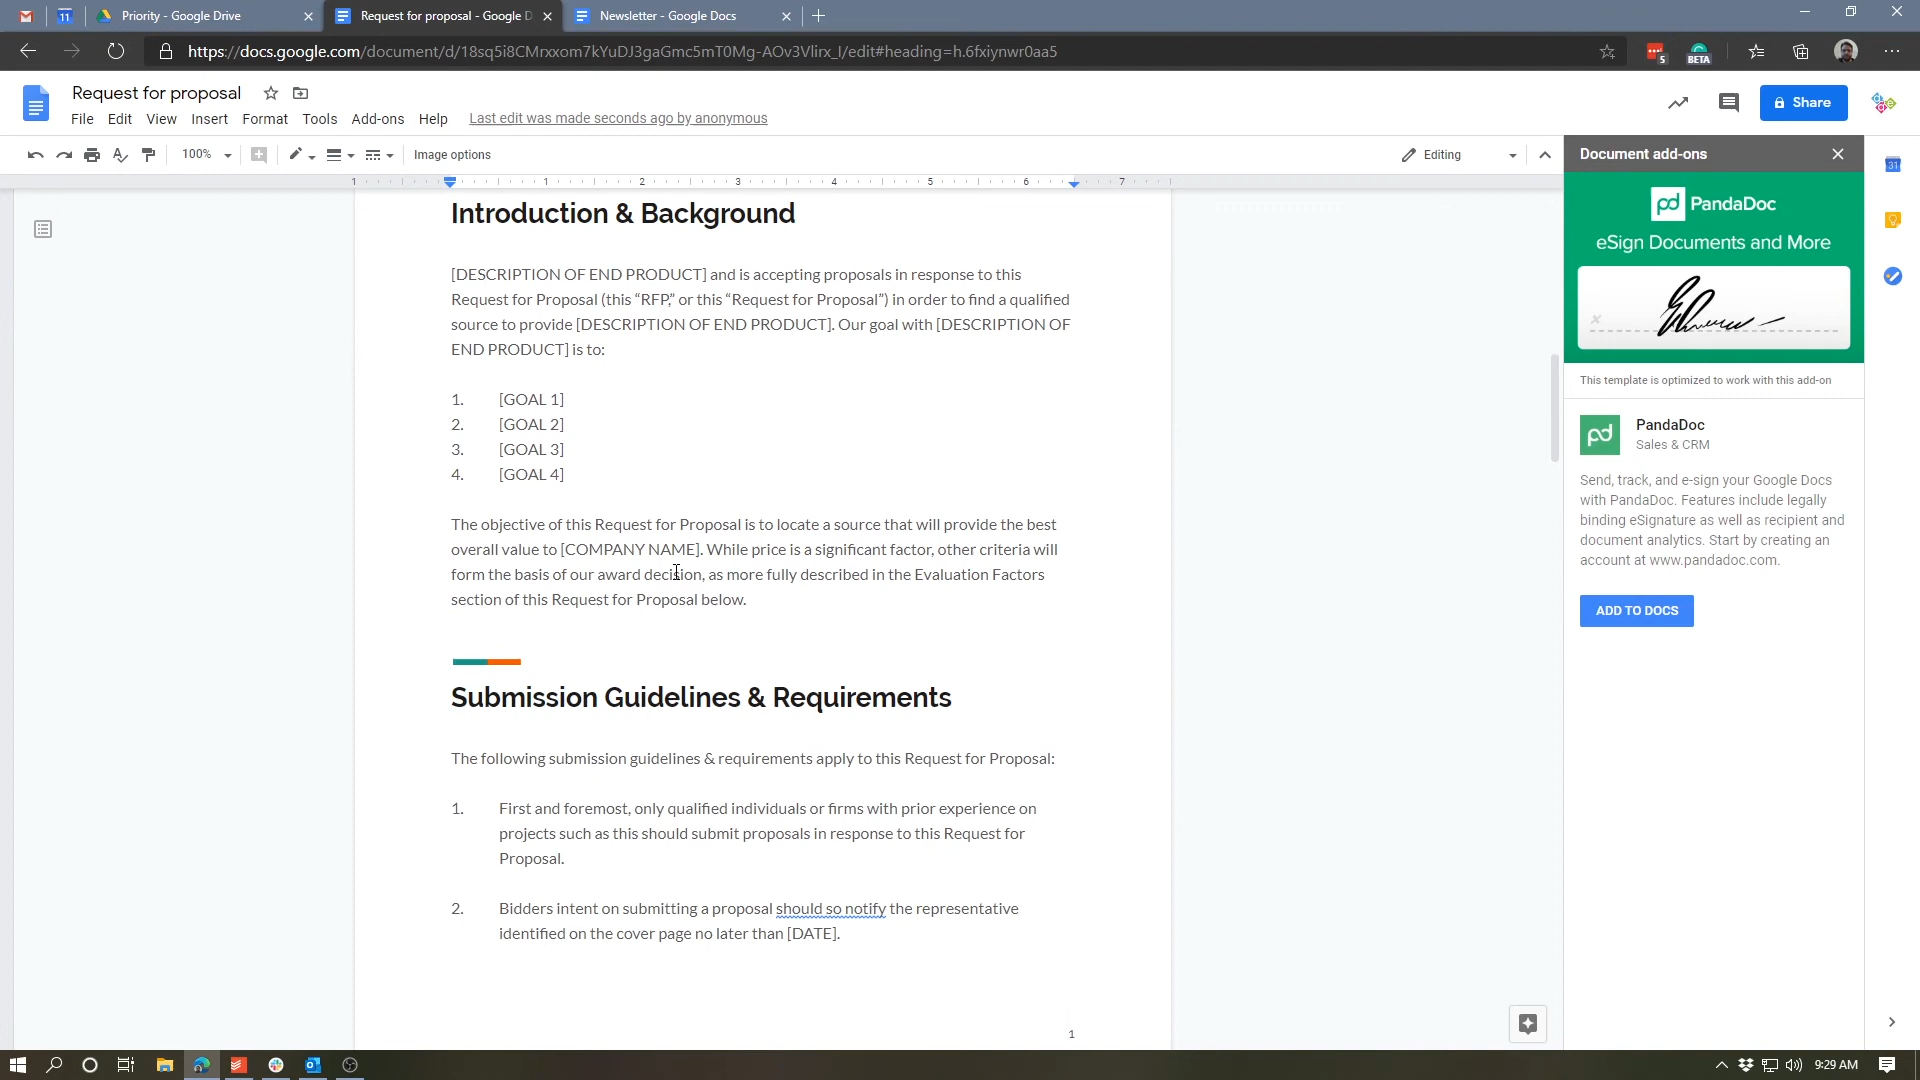 Priority - Google Drive
Request for proposal - Google D
Newsletter - Google Docs
https://docs.google.com/document/d/18sq5i8CMrxxom7kYuDJ3gaGmc5mT0Mg-AOv3Vlirx_I/edit#heading=h.6fxiynwr0aa5
5
BETA
Request for proposal
File Edit View Insert Format Tools Add-ons Help Last edit was made seconds ago by anonymous
Share
100%
Image options
Editing
1 1 2 3 4 5 6 7
Introduction & Background
[DESCRIPTION OF END PRODUCT] and is accepting proposals in response to this
Request for Proposal (this “RFP,” or this “Request for Proposal”) in order to find a qualified
source to provide [DESCRIPTION OF END PRODUCT]. Our goal with [DESCRIPTION OF
END PRODUCT] is to:
1. [GOAL 1]
2. [GOAL 2]
3. [GOAL 3]
4. [GOAL 4]
The objective of this Request for Proposal is to locate a source that will provide the best
overall value to [COMPANY NAME]. While price is a significant factor, other criteria will
form the basis of our award decision, as more fully described in the Evaluation Factors
section of this Request for Proposal below.
Submission Guidelines & Requirements
The following submission guidelines & requirements apply to this Request for Proposal:
1. First and foremost, only qualified individuals or firms with prior experience on
projects such as this should submit proposals in response to this Request for
Proposal.
2. Bidders intent on submitting a proposal should so notify the representative
identified on the cover page no later than [DATE].
1
Document add-ons
pd PandaDoc
eSign Documents and More
This template is optimized to work with this add-on
pd
PandaDoc
Sales & CRM
Send, track, and e-sign your Google Docs
with PandaDoc. Features include legally
binding eSignature as well as recipient and
document analytics. Start by creating an
account at www.pandadoc.com.
ADD TO DOCS
31
9:29 AM